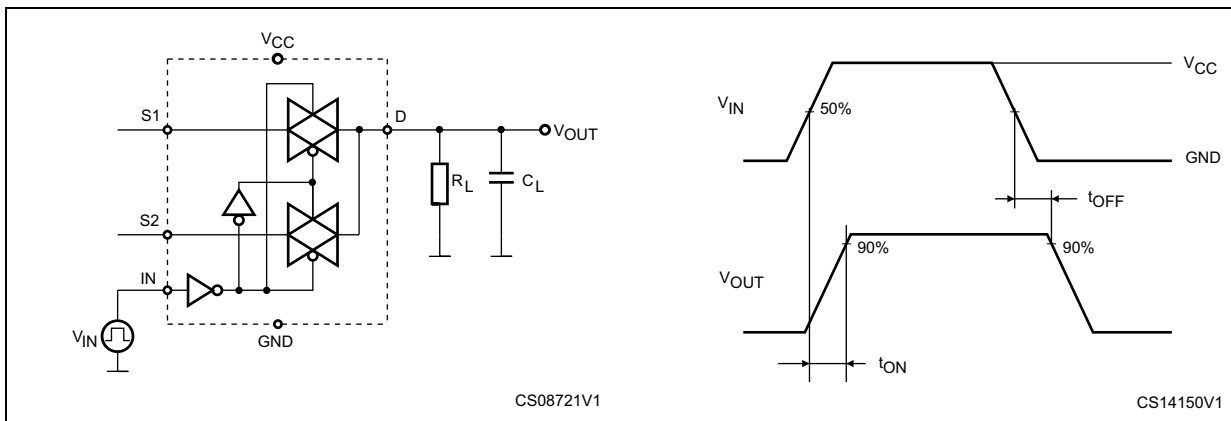 VCC
S1
D
VOUT
RL
CL
S2
IN
VIN
GND
CS08721V1
VCC
VIN
50%
GND
tOFF
90%
90%
VOUT
tON
CS14150V1